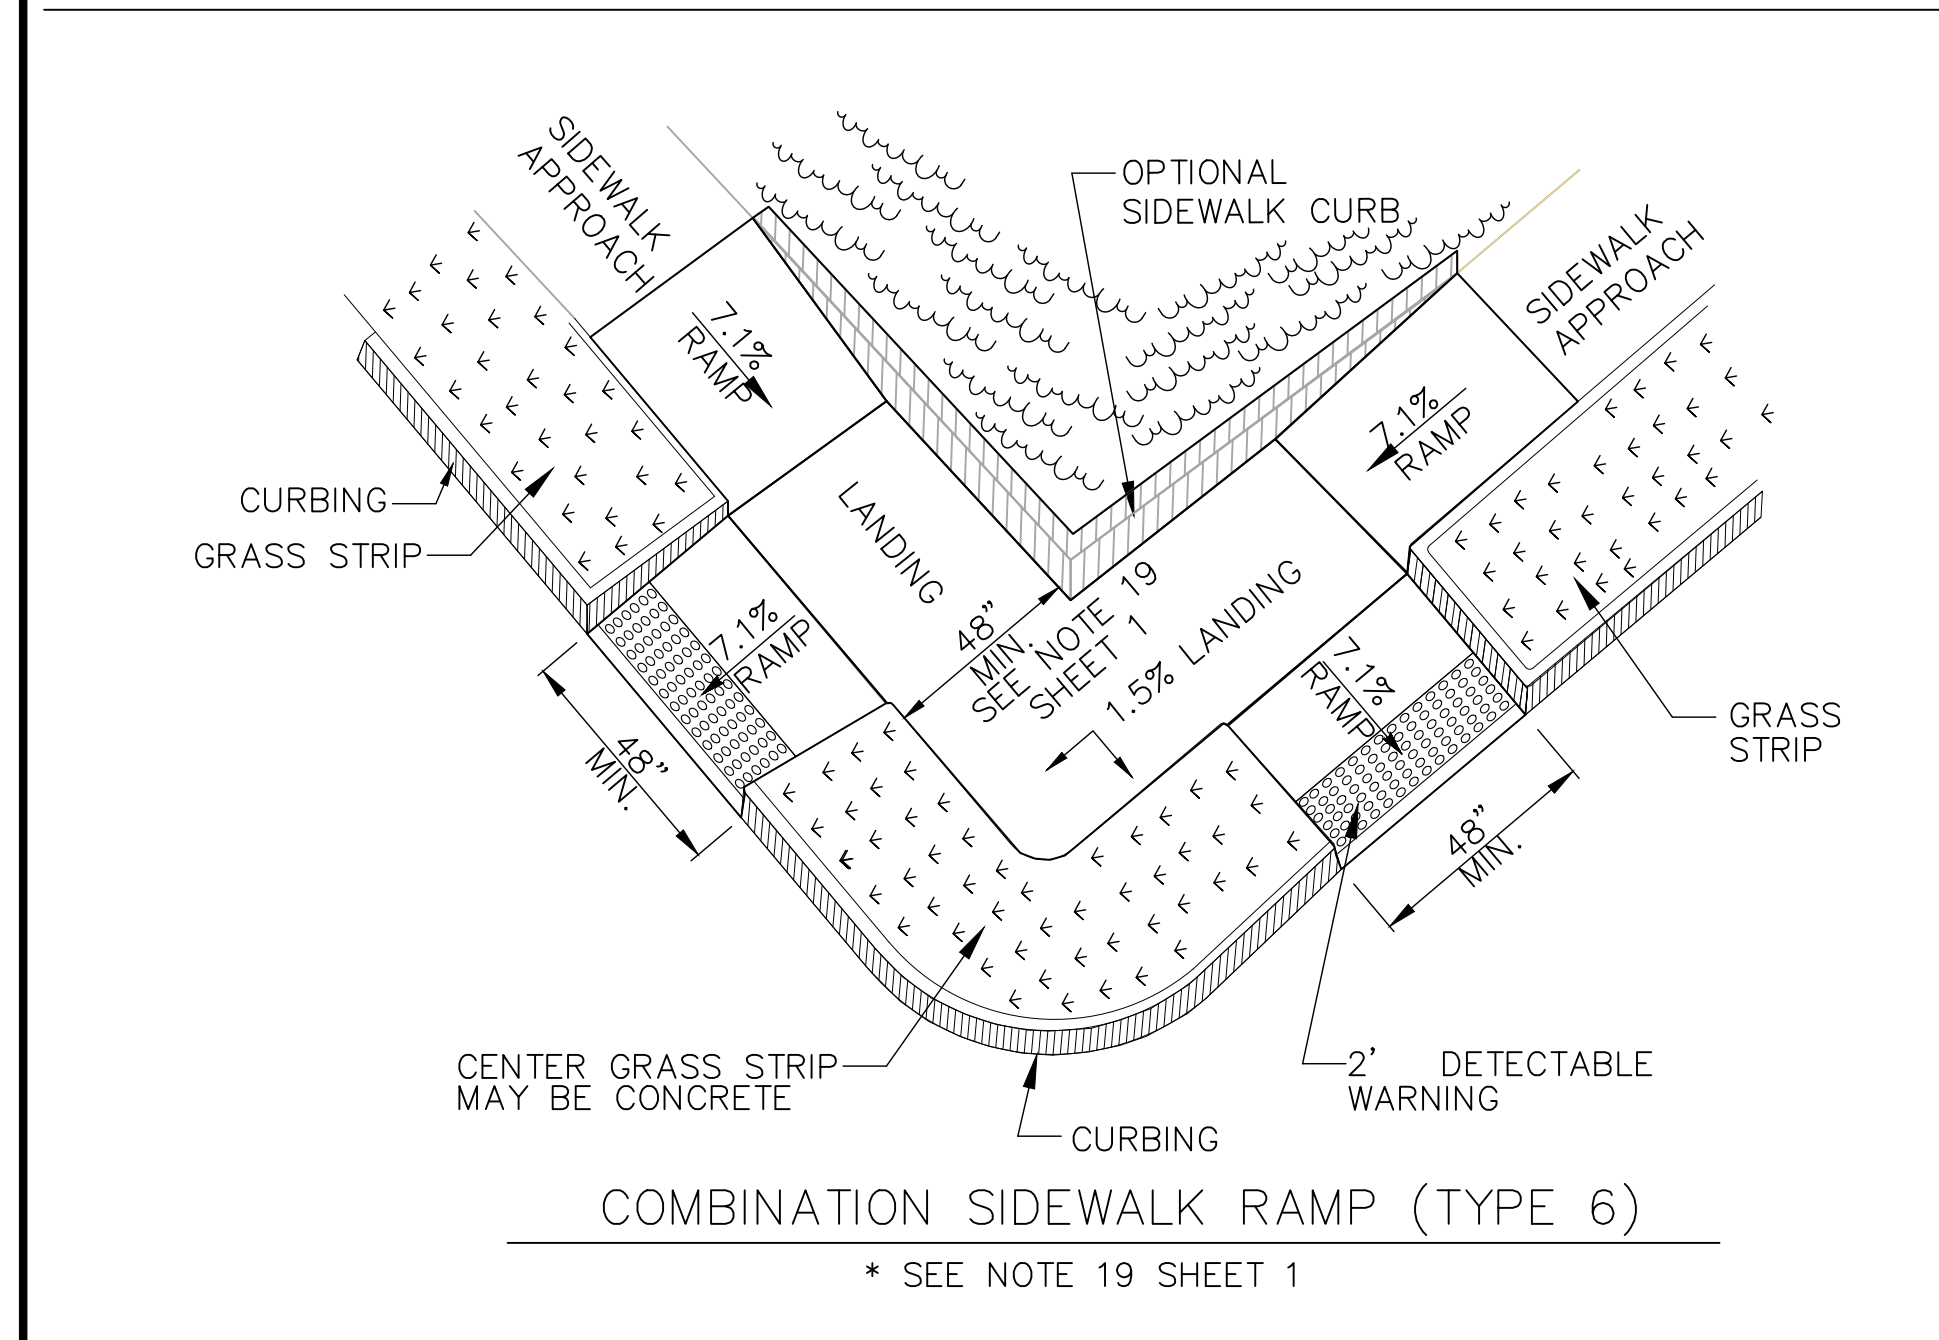 SIDEWALK
APPROACH
OPTIONAL
SIDEWALK CURB
SIDEWALK
APPROACH
7.1%
RAMP
7.1%
RAMP
CURBING
GRASS STRIP
LANDING
48"
MIN.
SEE NOTE 19
SHEET 1
1.5% LANDING
7.1%
RAMP
7.1%
RAMP
48"
MIN.
GRASS
STRIP
48"
MIN.
CENTER GRASS STRIP
MAY BE CONCRETE
2' DETECTABLE
WARNING
CURBING
COMBINATION SIDEWALK RAMP (TYPE 6)
* SEE NOTE 19 SHEET 1